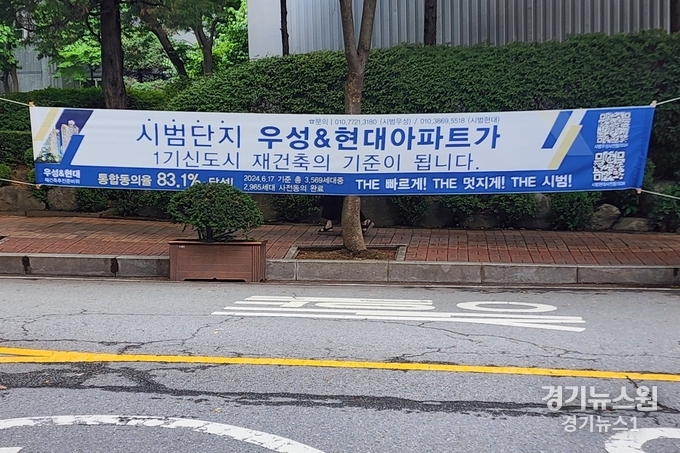 ☎문의 | 010,7721,3180 (시범우성) / 010,3869,5518 (시범현대)
시범단지 우성&현대아파트가
1기신도시 재건축의 기준이 됩니다.
우성&현대
재건축추진준비위
통합동의율 83.1% 달성!
2024,6,17 기준 총 3,569세대중
2,965세대 사전동의 완료
THE 빠르게! THE 멋지게! THE 시범!
경기뉴스원
경기뉴스1